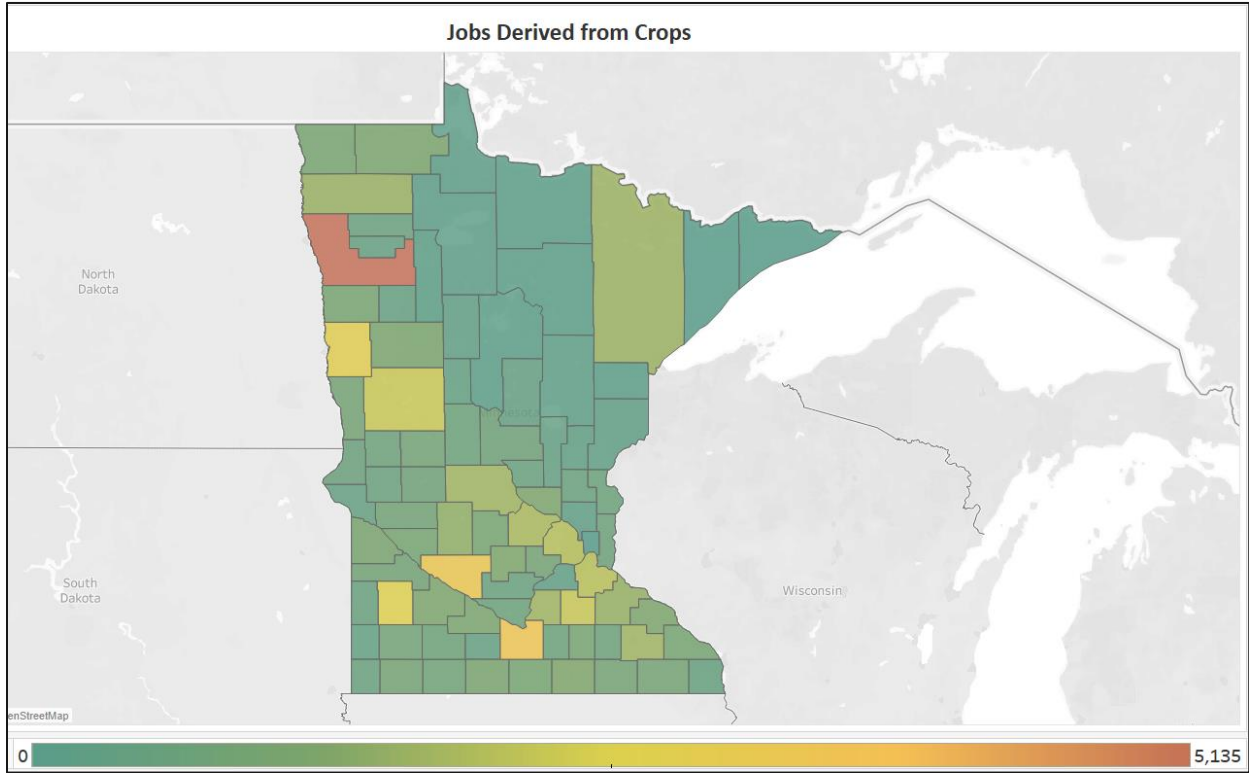 Jobs Derived from Crops
North
Dakota
South
Dakota
Wisconsin
enStreetMap
0
5,135